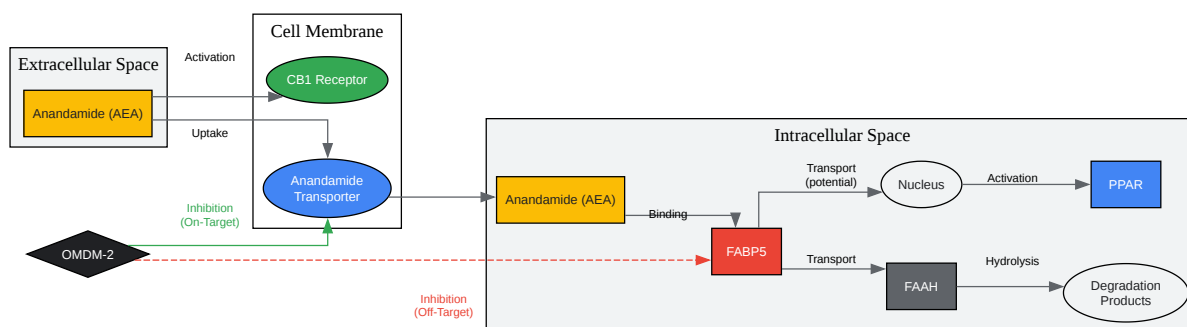 Cell Membrane
Extracellular Space
Activation
CB1 Receptor
Anandamide (AEA)
Uptake
Intracellular Space
Anandamide
Transporter
Transport
(potential)
Nucleus
Activation
PPAR
Anandamide (AEA)
Inhibition
(On-Target)
Binding
OMDM-2
FABP5
Transport
Hydrolysis
FAAH
Degradation
Products
Inhibition
(Off-Target)